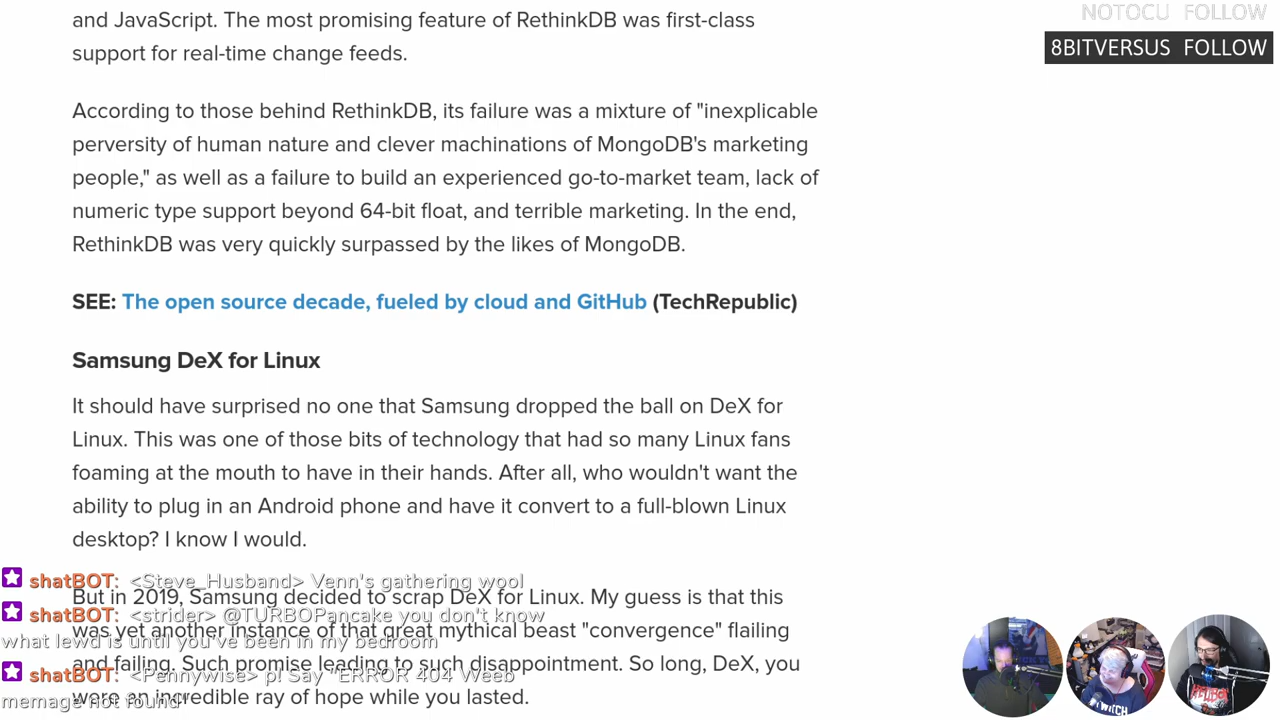 and JavaScript. The most promising feature of RethinkDB was first-class
support for real-time change feeds.
NOTOCU FOLLOW
8BITVERSUS FOLLOW
According to those behind RethinkDB, its failure was a mixture of "inexplicable
perversity of human nature and clever machinations of MongoDB's marketing
people," as well as a failure to build an experienced go-to-market team, lack of
numeric type support beyond 64-bit float, and terrible marketing. In the end,
RethinkDB was very quickly surpassed by the likes of MongoDB.
SEE: The open source decade, fueled by cloud and GitHub (TechRepublic)
Samsung DeX for Linux
It should have surprised no one that Samsung dropped the ball on DeX for
Linux. This was one of those bits of technology that had so many Linux fans
foaming at the mouth to have in their hands. After all, who wouldn't want the
ability to plug in an Android phone and have it convert to a full-blown Linux
desktop? I know I would.
shatBOT: <Steve_Husband> Venn's gathering wool
But in 2019, Samsung decided to scrap DeX for Linux. My guess is that this
shatBOT: <strider> @TURBOPancake you don't know
was yet another instance of that great mythical beast "convergence" flailing
what lewd is until you've been in my bedroom
and failing. Such promise leading to such disappointment. So long, DeX, you
shatBOT: <Pennywise> p! Say "ERROR 404 Weeb
were an incredible ray of hope while you lasted.
memage not found"